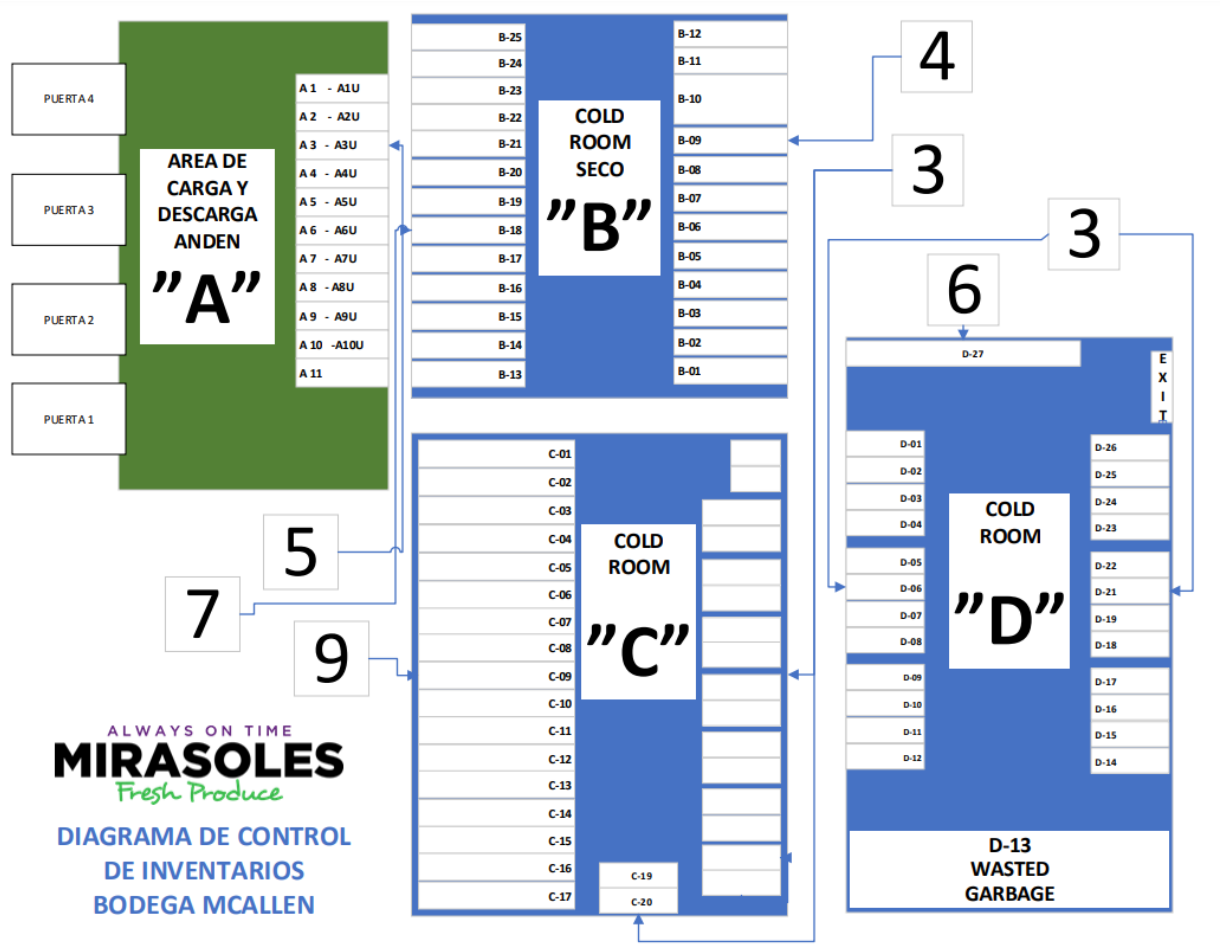 PUERTA 4
PUERTA 3
PUERTA 2
PUERTA 1
AREA DE
CARGA Y
DESCARGA
ANDEN
"A"
A 1 - A1U
A 2 - A2U
A 3 - A3U
A 4 - A4U
A 5 - A5U
A 6 - A6U
A 7 - A7U
A 8 - A8U
A 9 - A9U
A 10 -A10U
A 11
B-25
B-24
B-23
B-22
B-21
B-20
B-19
B-18
B-17
B-16
B-15
B-14
B-13
COLD
ROOM
SECO
"B"
B-12
B-11
B-10
B-09
B-08
B-07
B-06
B-05
B-04
B-03
B-02
B-01
4
3
3
6
5
7
9
C-01
C-02
C-03
C-04
C-05
C-06
C-07
C-08
C-09
C-10
C-11
C-12
C-13
C-14
C-15
C-16
C-17
COLD
ROOM
"C"
C-19
C-20
D-27
EXIT
D-01
D-02
D-03
D-04
D-05
D-06
D-07
D-08
D-09
D-10
D-11
D-12
COLD
ROOM
"D"
D-26
D-25
D-24
D-23
D-22
D-21
D-19
D-18
D-17
D-16
D-15
D-14
D-13
WASTED
GARBAGE
ALWAYS ON TIME
MIRASOLES
Fresh Produce
DIAGRAMA DE CONTROL
DE INVENTARIOS
BODEGA MCALLEN